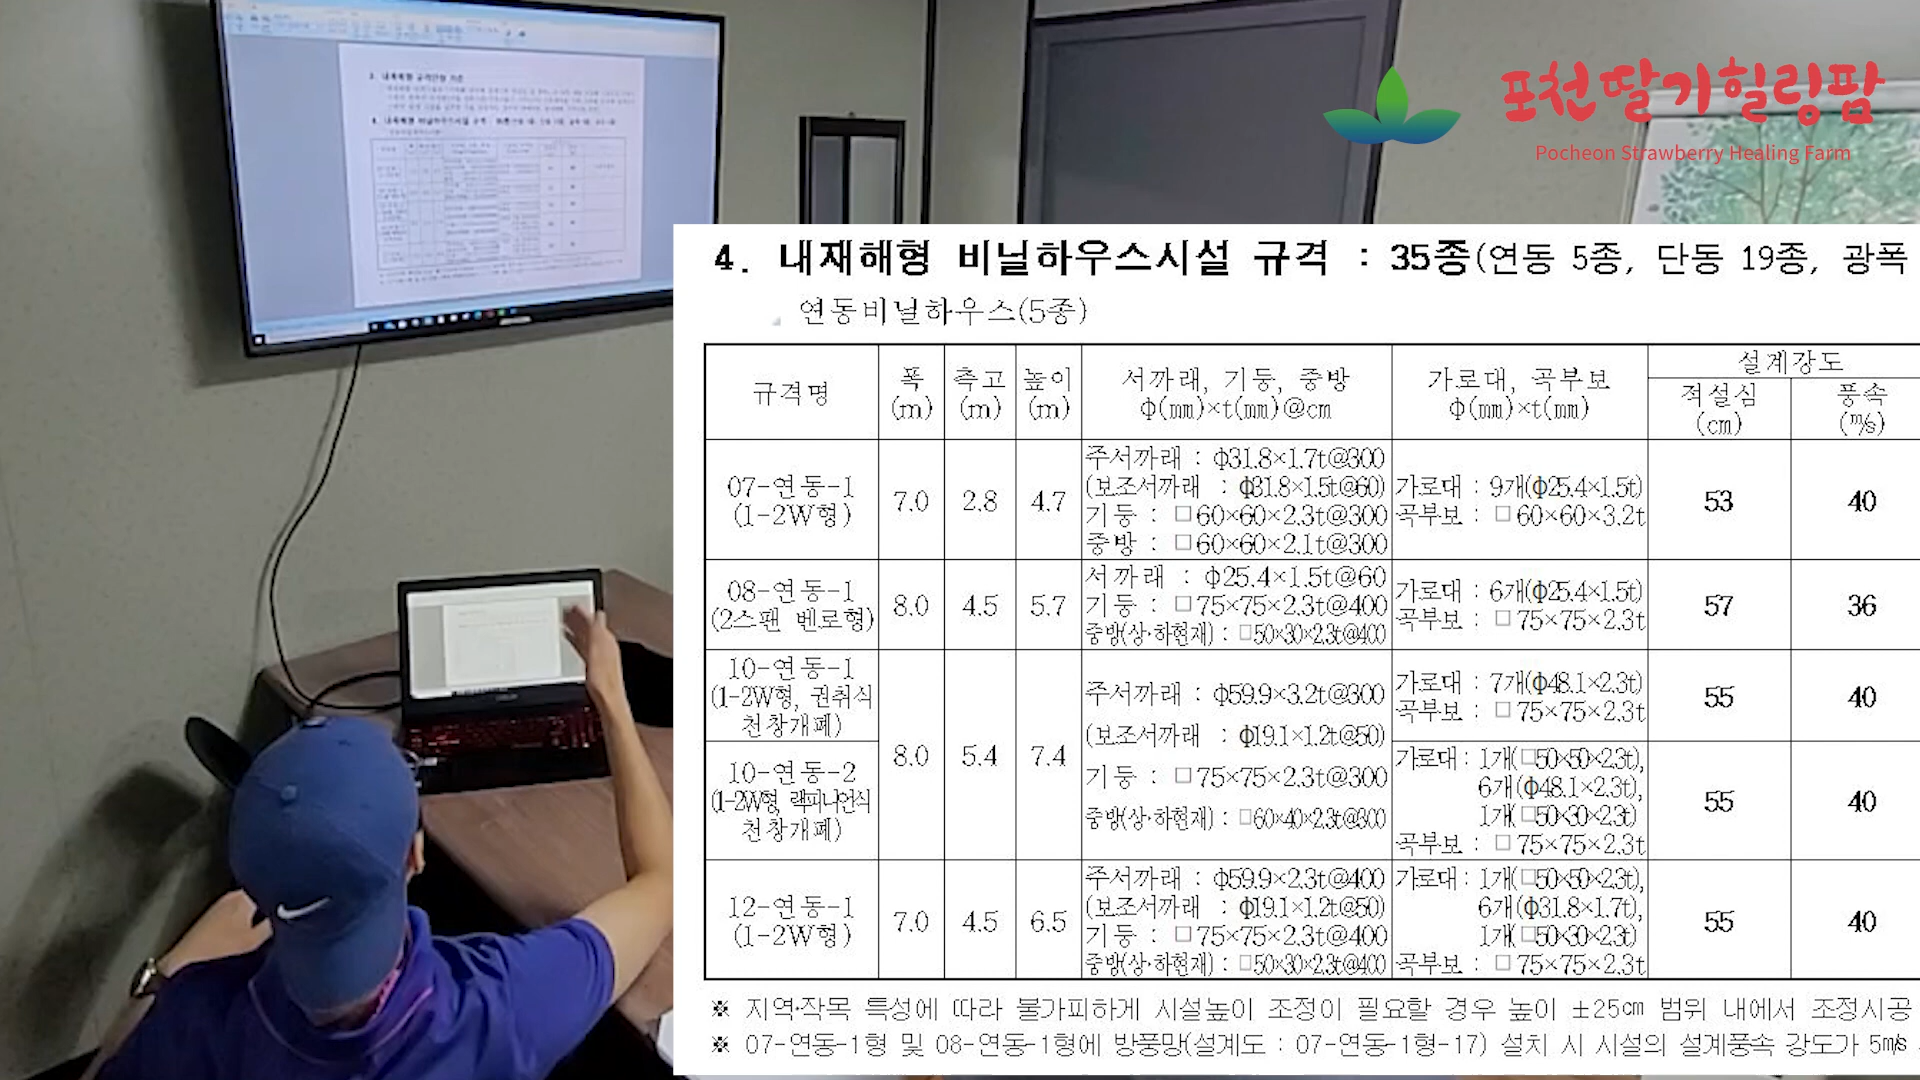 포천딸기힐링팜
Pocheon Strawberry Healing Farm
4. 내재해형 비닐하우스시설 규격 : 35종(연동 5종, 단동 19종, 광폭
연동비닐하우스(5종)
규격명 폭(m) 측고(m) 높이(m) 서까래, 기둥, 중방 Φ(㎜)×t(㎜)@㎝ 가로대, 곡부보 Φ(㎜)×t(㎜) 설계강도 적설심(㎝) 풍속(㎧)
07-연동-1 (1-2W형) 7.0 2.8 4.7 53 40
주서까래 : φ31.8×1.7t@300
(보조서까래 : φ31.8×1.5t@60)
기둥 : □60×60×2.3t@300
중방 : □60×60×2.1t@300
가로대 : 9개(φ25.4×1.5t)
곡부보 : □60×60×3.2t
08-연동-1 (2스팬 벤로형) 8.0 4.5 5.7 57 36
서까래 : φ25.4×1.5t@60
기둥 : □75×75×2.3t@400
중방(상·하현재) : □50×30×2.3t@400
가로대 : 6개(φ25.4×1.5t)
곡부보 : □75×75×2.3t
10-연동-1 (1-2W형, 권취식 천창개폐) 8.0 5.4 7.4 55 40
주서까래 : φ59.9×3.2t@300
(보조서까래 : φ19.1×1.2t@50)
기둥 : □75×75×2.3t@300
중방(상·하현재) : □60×40×2.3t@300
가로대 : 7개(φ48.1×2.3t)
곡부보 : □75×75×2.3t
10-연동-2 (1-2W형, 랙피니언식 천창개폐) 55 40
가로대 : 1개(□50×50×2.3t),
6개(φ48.1×2.3t),
1개(□50×30×2.3t)
곡부보 : □75×75×2.3t
12-연동-1 (1-2W형) 7.0 4.5 6.5 55 40
주서까래 : φ59.9×2.3t@400
(보조서까래 : φ19.1×1.2t@50)
기둥 : □75×75×2.3t@400
중방(상·하현재) : □50×30×2.3t@400
가로대 : 1개(□50×50×2.3t),
6개(φ31.8×1.7t),
1개(□50×30×2.3t)
곡부보 : □75×75×2.3t
※ 지역·작목 특성에 따라 불가피하게 시설높이 조정이 필요할 경우 높이 ±25㎝ 범위 내에서 조정시공
※ 07-연동-1형 및 08-연동-1형에 방풍망(설계도 : 07-연동-1형-17) 설치 시 시설의 설계풍속 강도가 5㎧